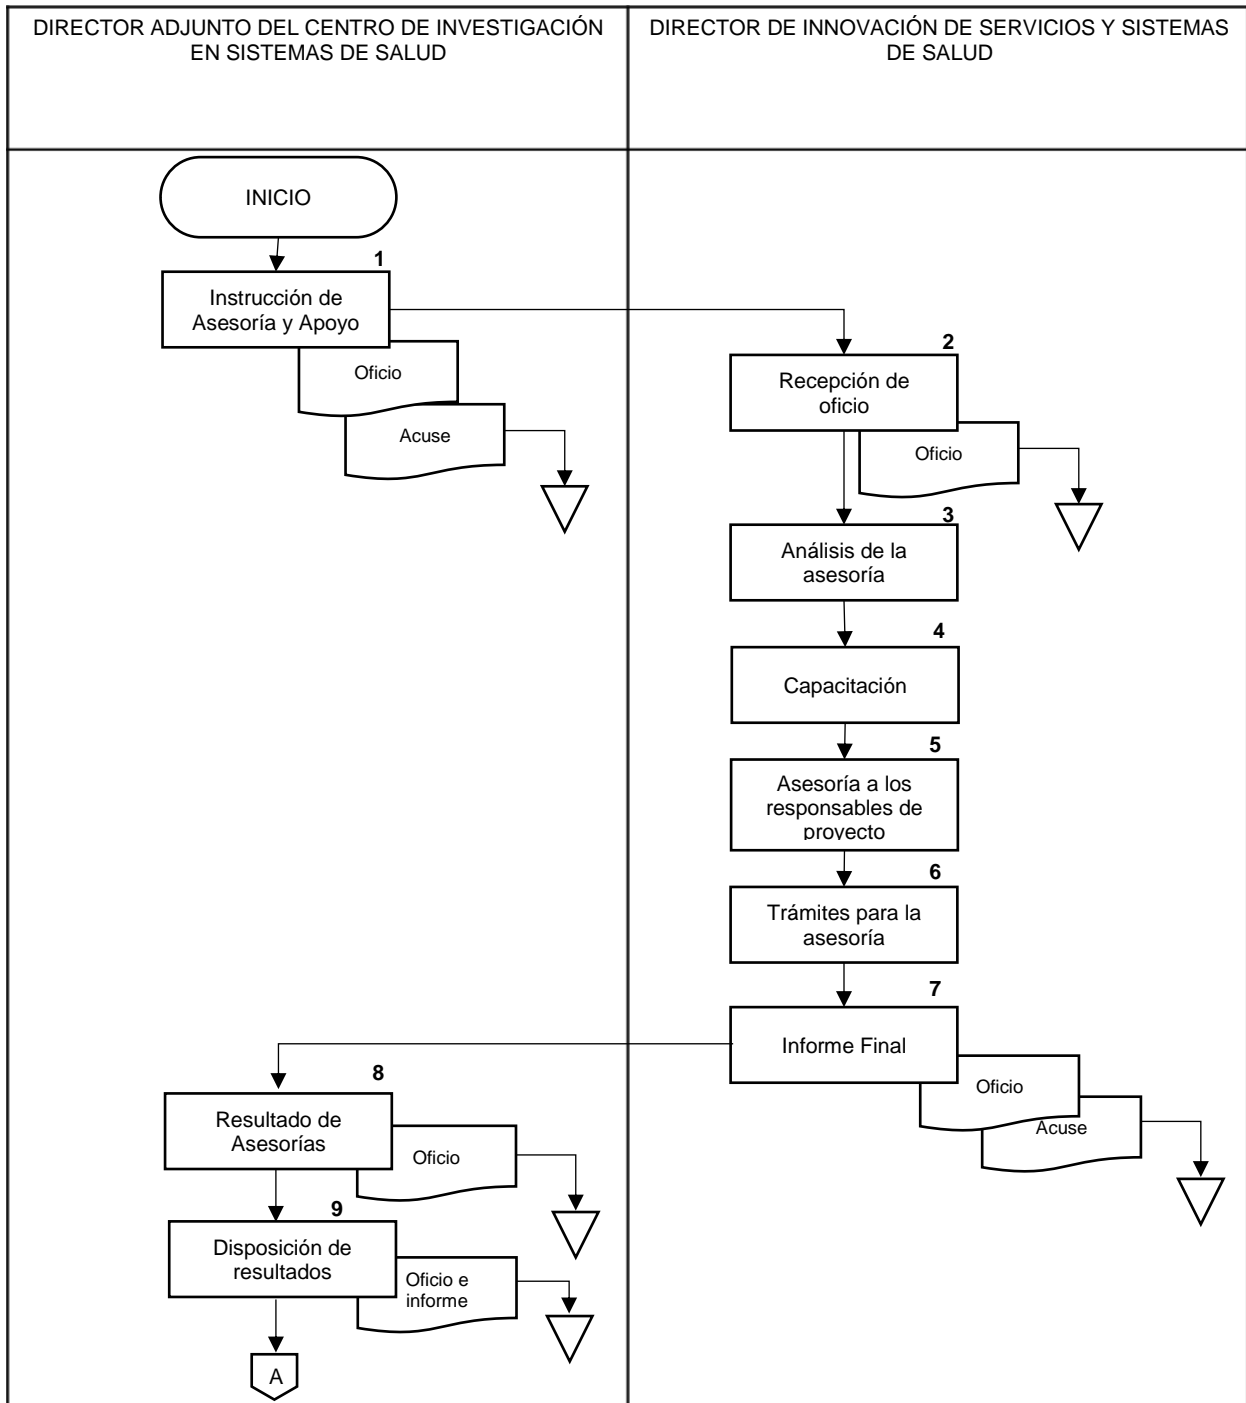 DIRECTOR ADJUNTO DEL CENTRO DE INVESTIGACIÓN
EN SISTEMAS DE SALUD
DIRECTOR DE INNOVACIÓN DE SERVICIOS Y SISTEMAS
DE SALUD
INICIO
1
Instrucción de
Asesoría y Apoyo
Oficio
Acuse
2
Recepción de
oficio
Oficio
3
Análisis de la
asesoría
4
Capacitación
5
Asesoría a los
responsables de
proyecto
6
Trámites para la
asesoría
7
Informe Final
Oficio
Acuse
8
Resultado de
Asesorías
Oficio
9
Disposición de
resultados
Oficio e
informe
A